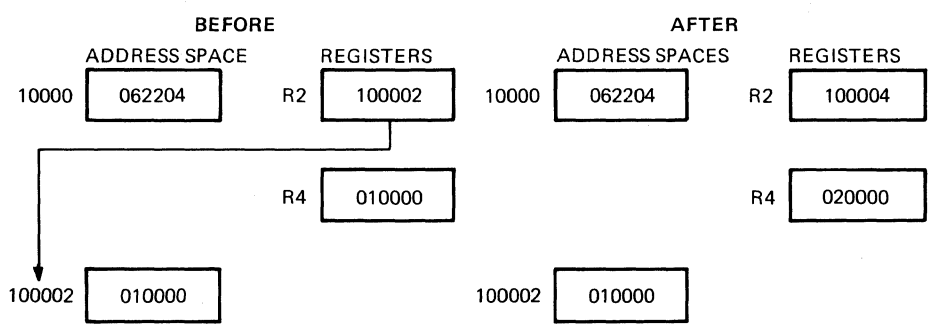 BEFORE
AFTER
ADDRESS SPACE
REGISTERS
ADDRESS SPACES
REGISTERS
10000
062204
R2
100002
10000
062204
R2
100004
R4
010000
R4
020000
100002
010000
100002
010000